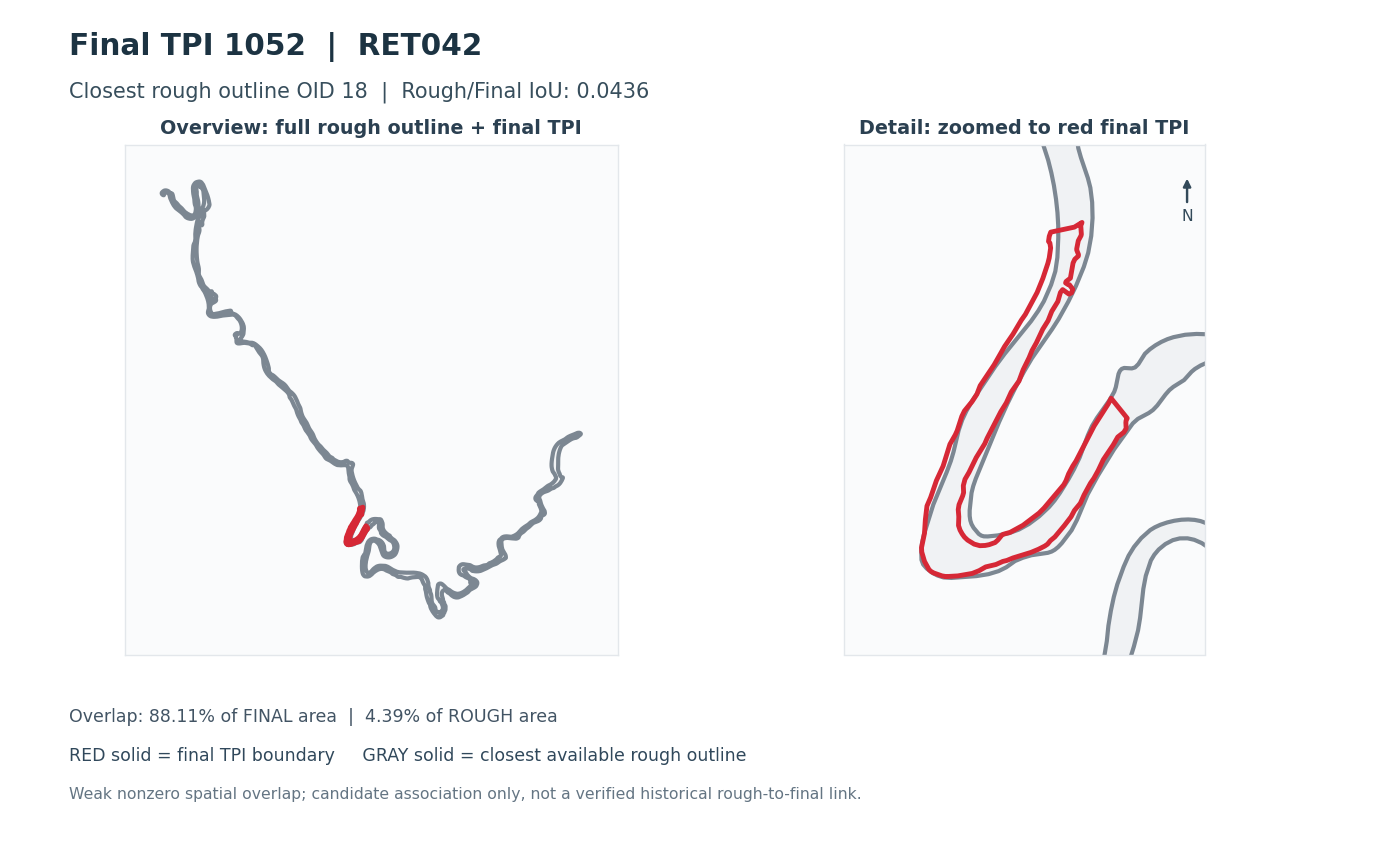 Final TPI 1052 | RET042
Closest rough outline OID 18 | Rough/Final IoU: 0.0436
Overview: full rough outline + final TPI
Detail: zoomed to red final TPI
N
Overlap: 88.11% of FINAL area | 4.39% of ROUGH area
RED solid = final TPI boundary GRAY solid = closest available rough outline
Weak nonzero spatial overlap; candidate association only, not a verified historical rough-to-final link.